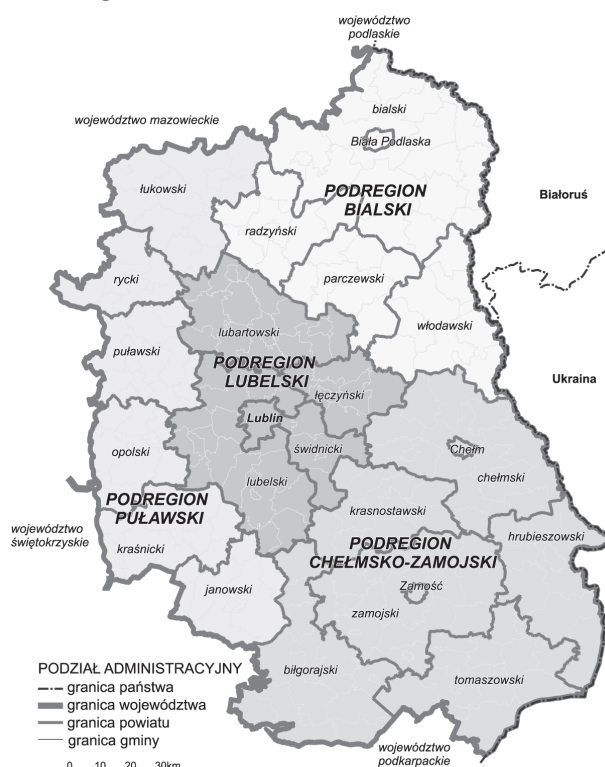 województwo
podlaskie
województwo mazowieckie
bialski
Biała Podlaska
łukowski
PODREGION
BIALSKI
Białoruś
radzyński
rycki
parczewski
włodawski
lubartowski
puławski
PODREGION
LUBELSKI
Ukraina
łęczyński
Lublin
opolski
świdnicki
Chełm
chełmski
lubelski
PODREGION
PUŁAWSKI
krasnostawski
województwo
świętokrzyskie
kraśnicki
hrubieszowski
PODREGION
CHEŁMSKO-ZAMOJSKI
janowski
Zamość
zamojski
biłgorajski
tomaszowski
PODZIAŁ ADMINISTRACYJNY
granica państwa
granica województwa
granica powiatu
granica gminy
województwo
podkarpackie
0 10 20 30km